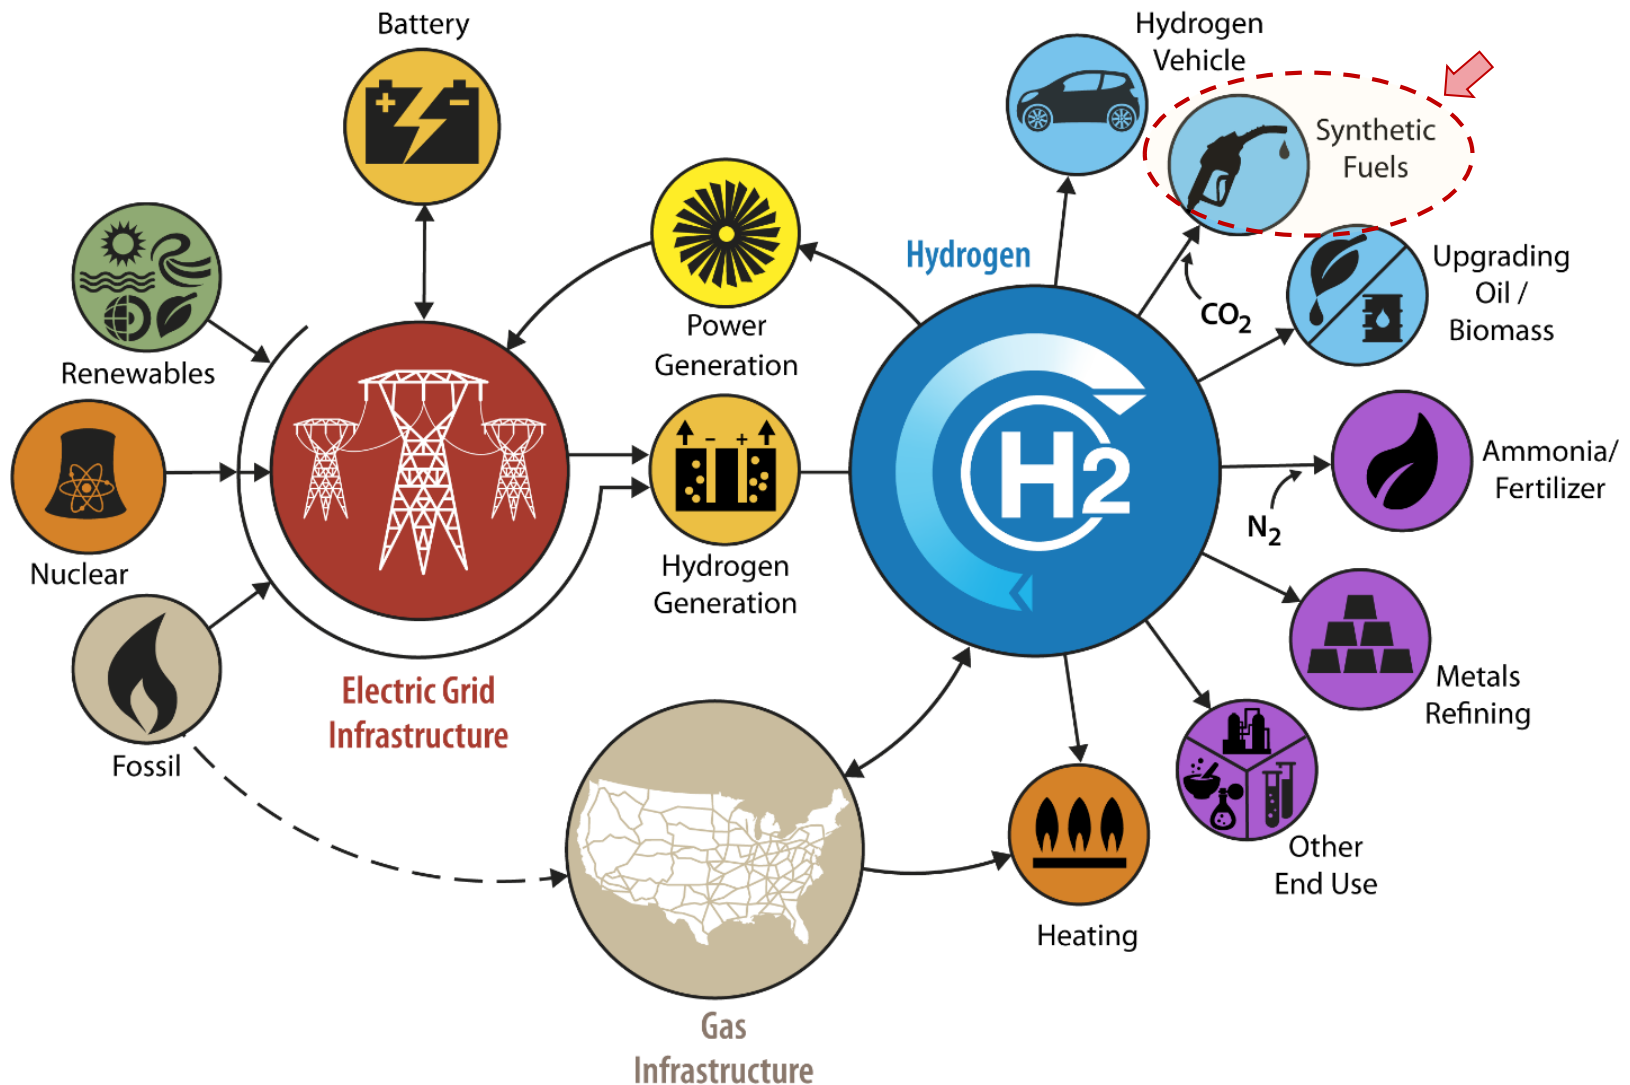 Battery
Hydrogen
Vehicle
Synthetic
Fuels
Renewables
Power
Generation
Hydrogen
CO2
Upgrading
Oil /
Biomass
Nuclear
- +
Hydrogen
Generation
H2
N2
Ammonia/
Fertilizer
Fossil
Electric Grid
Infrastructure
Metals
Refining
Other
End Use
Heating
Gas
Infrastructure
+ -